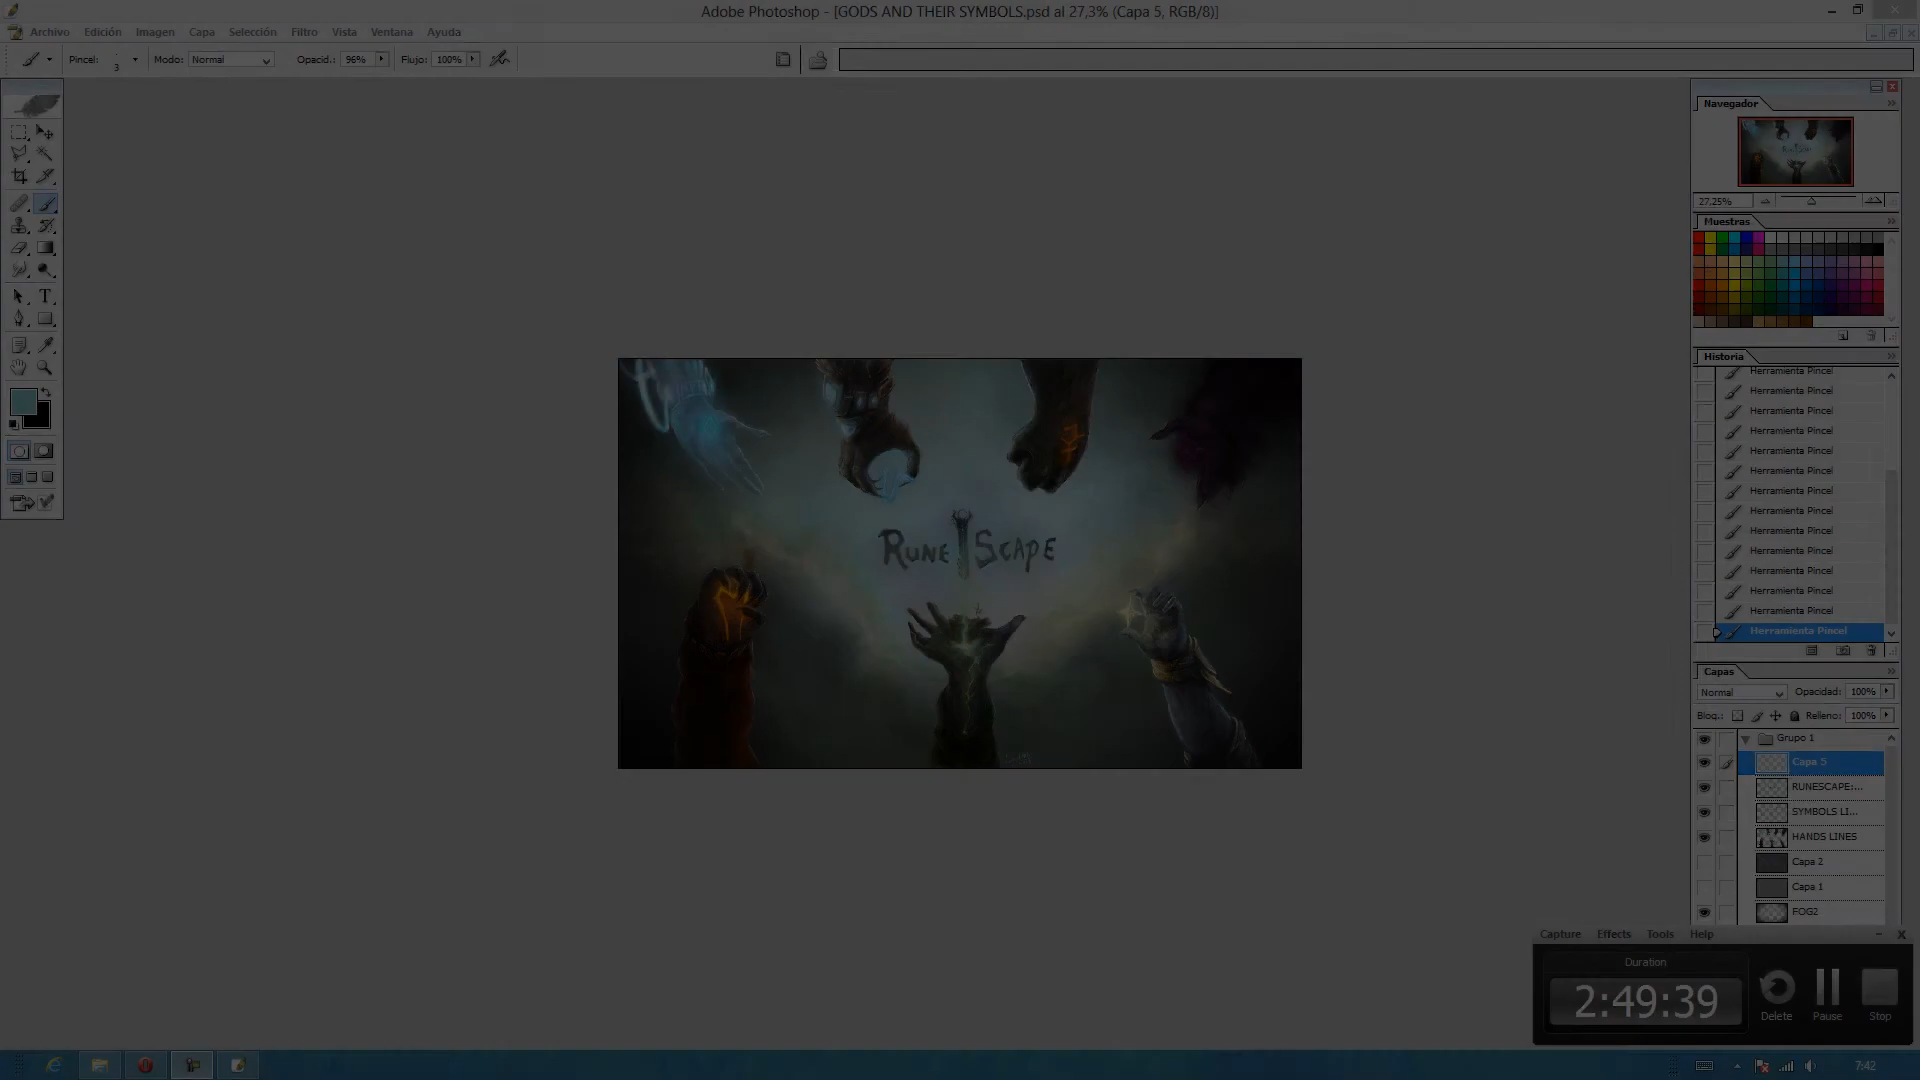 Adobe Photoshop - [GODS AND THEIR SYMBOLS.psd al 27,3% (Capa 5, RGB/8)]
Archivo Edición Imagen Capa Selección Filtro Vista Ventana Ayuda
Pincel: 3 Modo: Normal Opacid.: 96% Flujo: 100%
Navegador
27,25%
Muestras
Historia
Herramienta Pincel
Herramienta Pincel
Herramienta Pincel
Herramienta Pincel
Herramienta Pincel
Herramienta Pincel
Herramienta Pincel
Herramienta Pincel
Herramienta Pincel
Herramienta Pincel
Herramienta Pincel
Herramienta Pincel
Herramienta Pincel
Herramienta Pincel
RUNE SCAPE
Capas
Normal Opacidad: 100%
Bloq.: Relleno: 100%
Grupo 1
Capa 5
RUNESCAPE:...
SYMBOLS LI...
HANDS LINES
Capa 2
Capa 1
FOG2
Capture Effects Tools Help
Duration
2:49:39
Delete Pause Stop
7:42